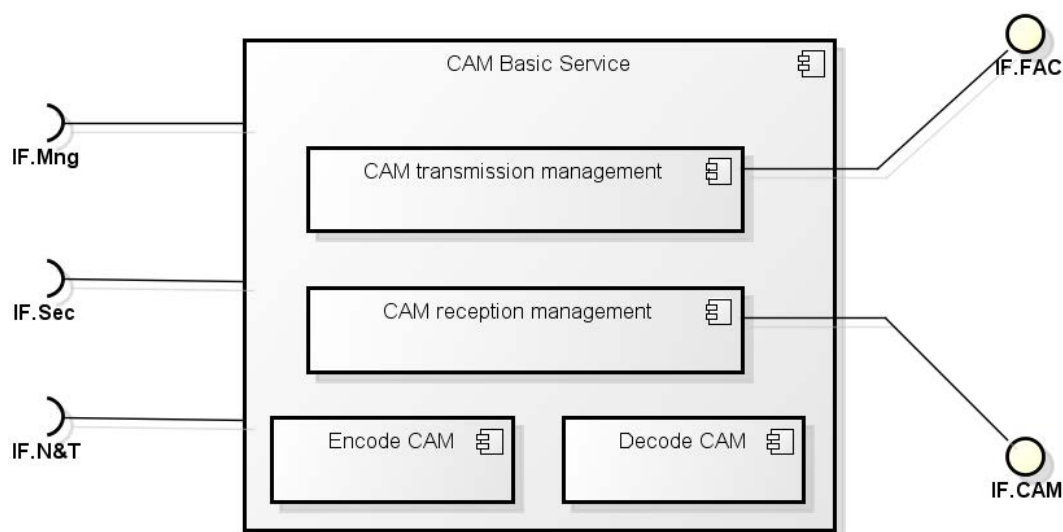 CAM Basic Service
IF.FAC
IF.Mng
CAM transmission management
IF.Sec
CAM reception management
IF.N&T
Encode CAM
Decode CAM
IF.CAM